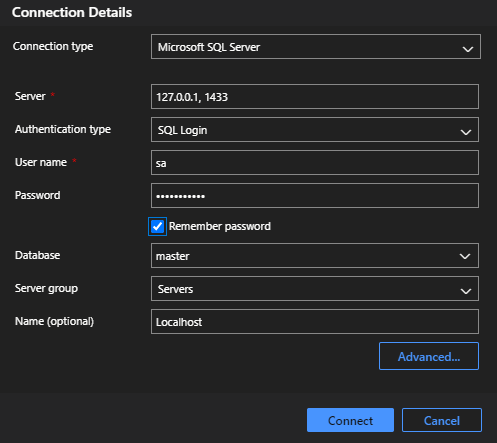 Connection Details
Connection type Microsoft SQL Server
Server * 127.0.0.1, 1433
Authentication type SQL Login
User name * sa
Password •••••••••••
Remember password
Database master
Server group Servers
Name (optional) Localhost
Advanced...
Connect Cancel